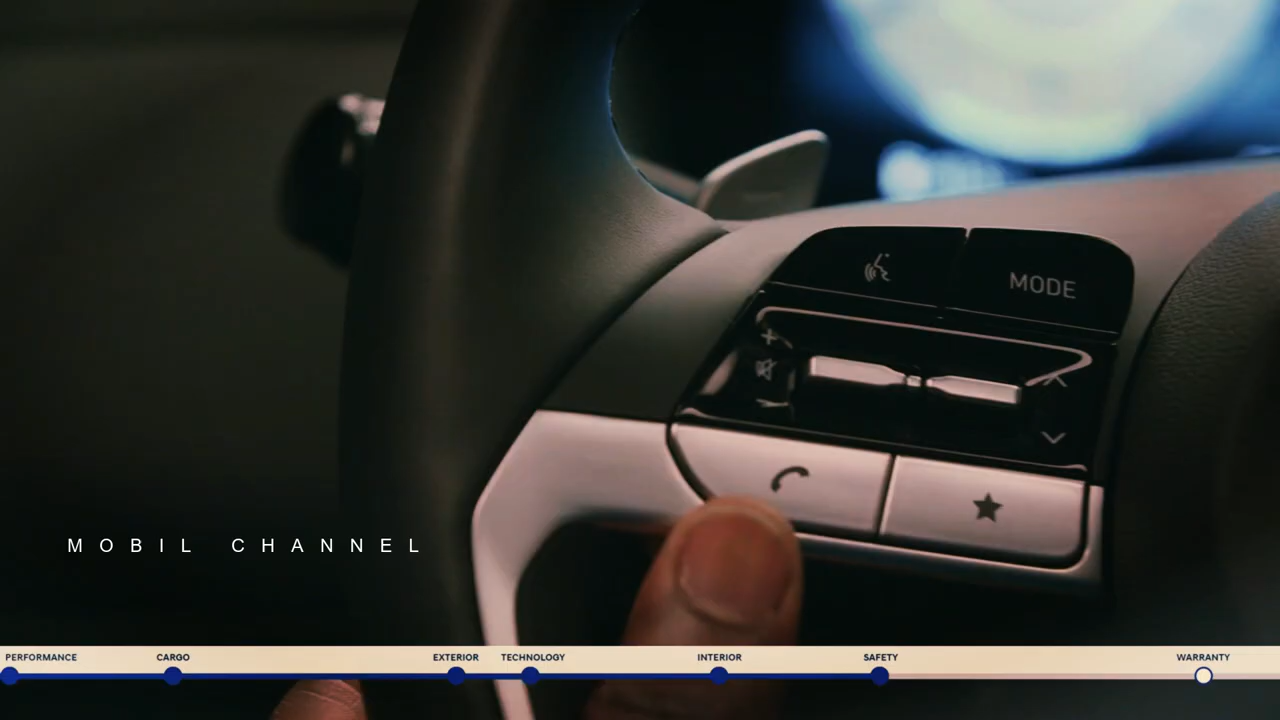 MODE
MOBIL CHANNEL
PERFORMANCE CARGO EXTERIOR TECHNOLOGY INTERIOR SAFETY WARRANTY